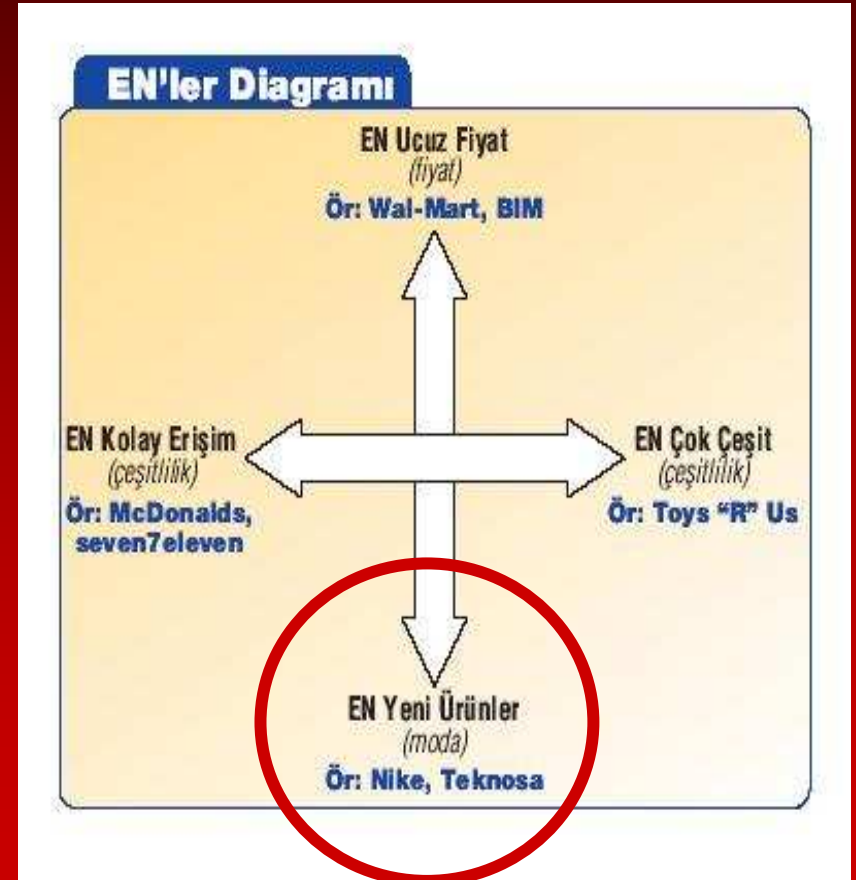 EN'ler Diagramı
EN Ucuz Fiyat
(fiyat)
Ör: Wal-Mart, BIM
EN Kolay Erişim
(çeşitlilik)
Ör: McDonalds,
seven7eleven
EN Çok Çeşit
(çeşitlilik)
Ör: Toys “R” Us
EN Yeni Ürünler
(moda)
Ör: Nike, Teknosa